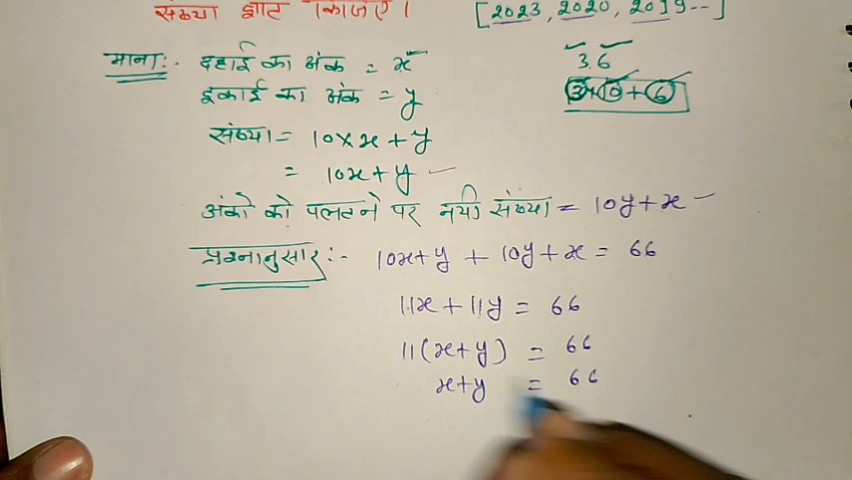 संख्या ज्ञात कीजिए। [2023, 2020, 2019--]
माना:- दहाई का अंक = x
3.6
इकाई का अंक = y
संख्या = 10×x + y
= 10x + y
अंको को पलटने पर नयी संख्या = 10y + x
प्रश्नानुसार:- 10x + y + 10y + x = 66
11x + 11y = 66
11(x + y) = 66
x + y = 66